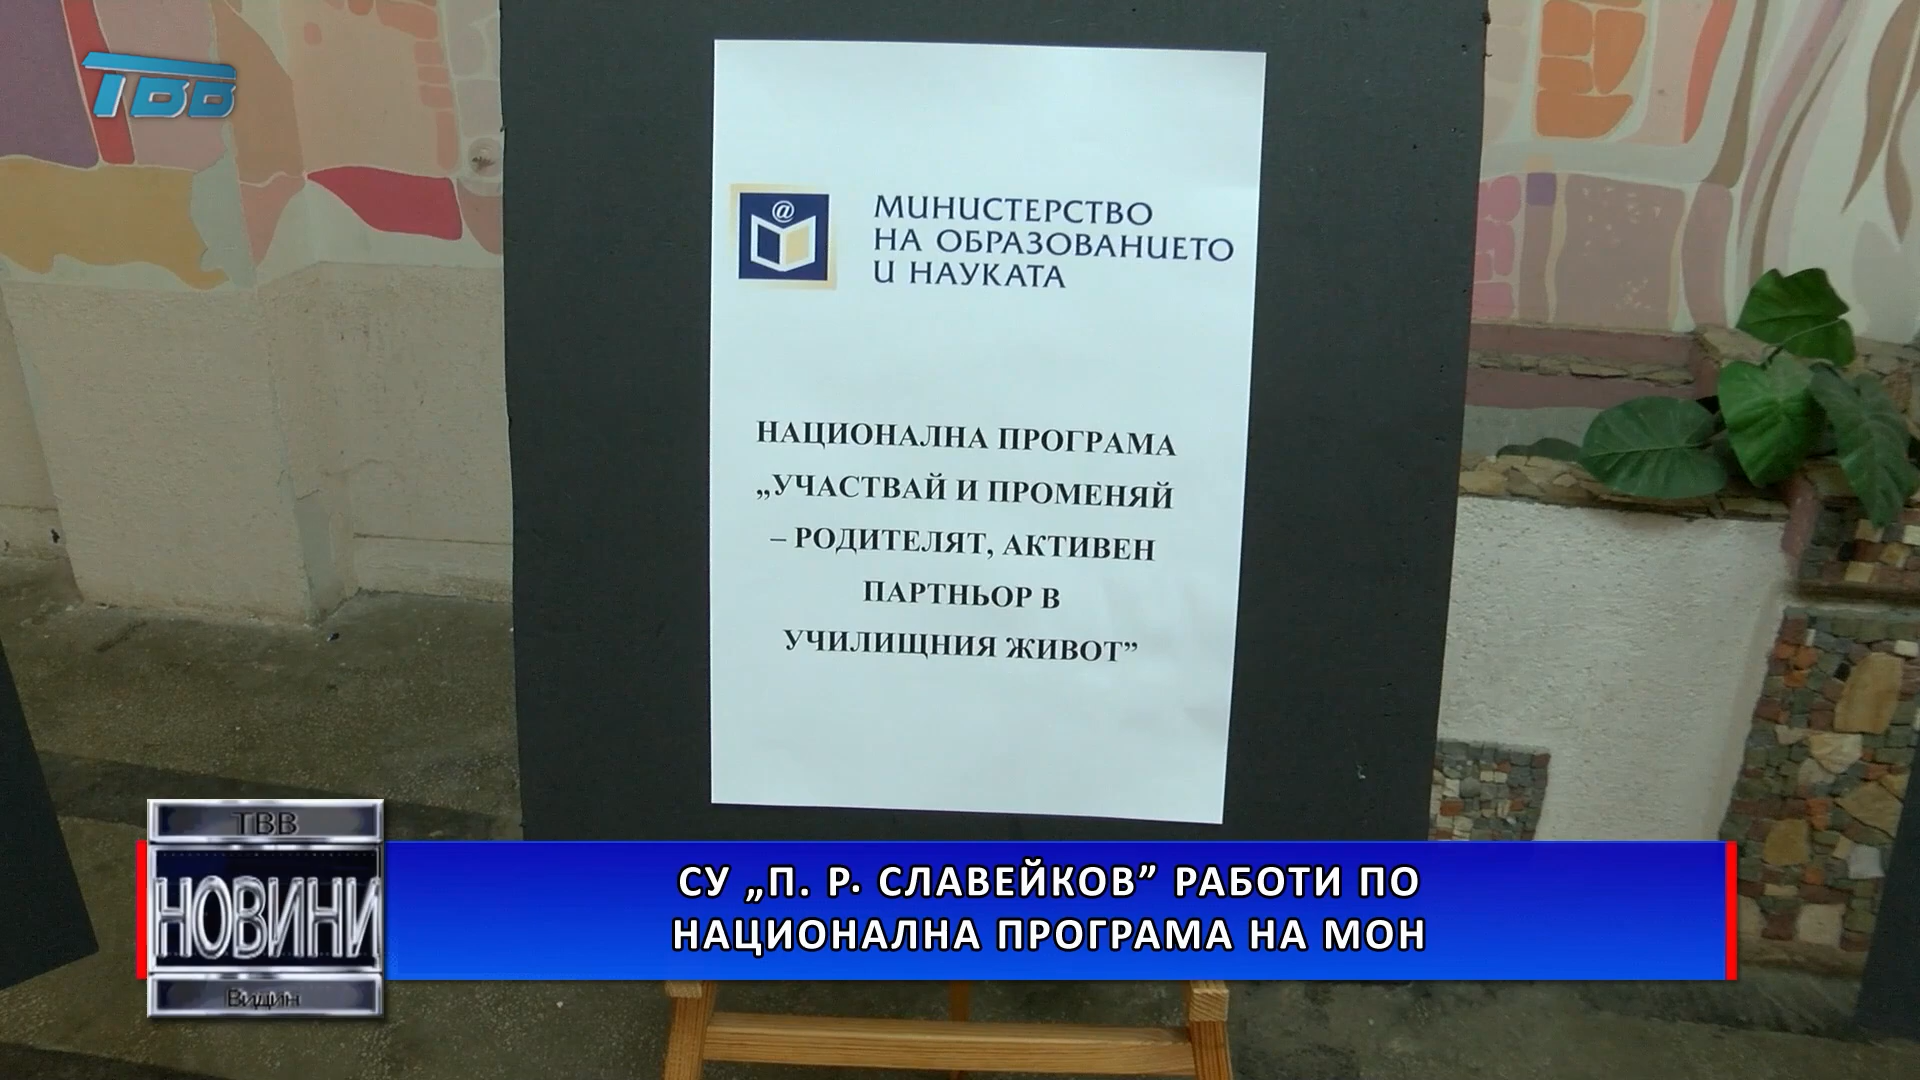 ТВВ
@
МИНИСТЕРСТВО
НА ОБРАЗОВАНИЕТО
И НАУКАТА
НАЦИОНАЛНА ПРОГРАМА
„УЧАСТВАЙ И ПРОМЕНЯЙ
– РОДИТЕЛЯТ, АКТИВЕН
ПАРТНЬОР В
УЧИЛИЩНИЯ ЖИВОТ”
ТВВ
НОВИНИ
Видин
СУ „П. Р. СЛАВЕЙКОВ” РАБОТИ ПО
НАЦИОНАЛНА ПРОГРАМА НА МОН